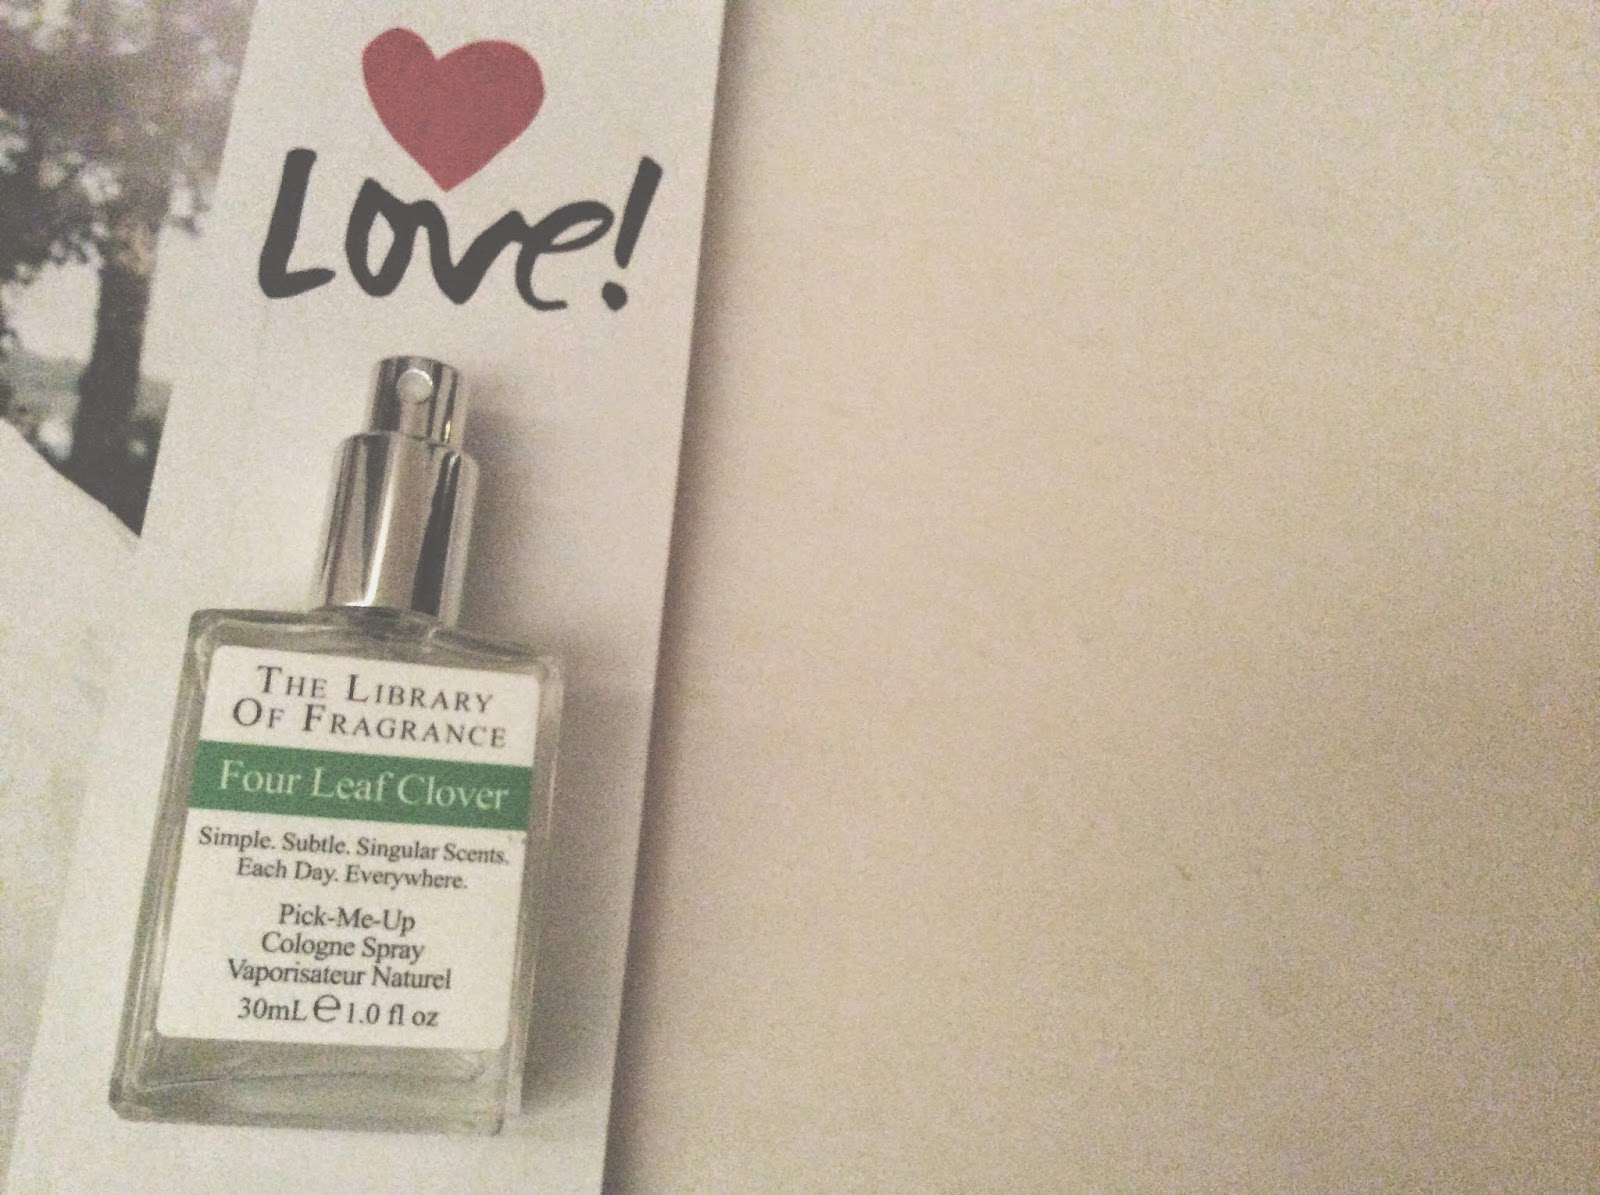 Love!
THE LIBRARY
OF FRAGRANCE
Four Leaf Clover
Simple. Subtle. Singular Scents.
Each Day. Everywhere.
Pick-Me-Up
Cologne Spray
Vaporisateur Naturel
30mL ℮ 1.0 fl oz